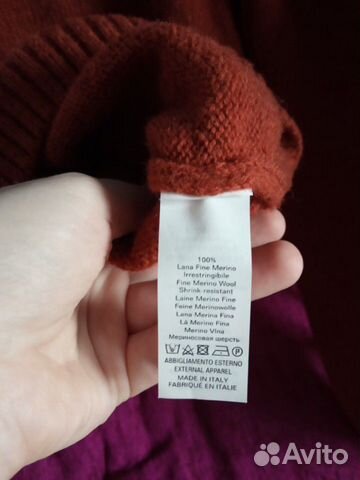 100%
Lana Fine Merino
Irrestringibile
Fine Merino Wool
Shrink-resistant
Laine Merino Fine
Feine Merinowolle
Lana Merina Fina
Lã Merino Fina
Merino Vlna
Мериносовая шерсть
ABBIGLIAMENTO ESTERNO
EXTERNAL APPAREL
MADE IN ITALY
FABRIQUÉ EN ITALIE
Avito